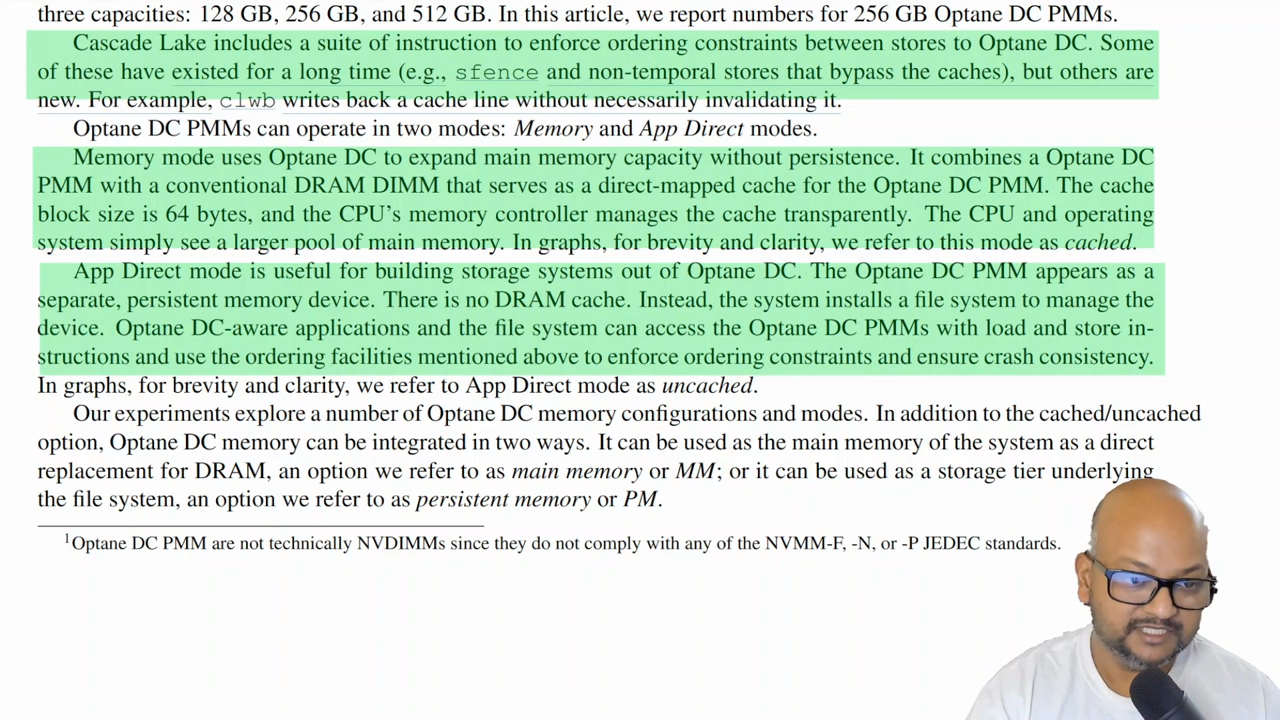 three capacities: 128 GB, 256 GB, and 512 GB. In this article, we report numbers for 256 GB Optane DC PMMs.
Cascade Lake includes a suite of instruction to enforce ordering constraints between stores to Optane DC. Some
of these have existed for a long time (e.g., sfence and non-temporal stores that bypass the caches), but others are
new. For example, clwb writes back a cache line without necessarily invalidating it.
Optane DC PMMs can operate in two modes: Memory and App Direct modes.
Memory mode uses Optane DC to expand main memory capacity without persistence. It combines a Optane DC
PMM with a conventional DRAM DIMM that serves as a direct-mapped cache for the Optane DC PMM. The cache
block size is 64 bytes, and the CPU's memory controller manages the cache transparently. The CPU and operating
system simply see a larger pool of main memory. In graphs, for brevity and clarity, we refer to this mode as cached.
App Direct mode is useful for building storage systems out of Optane DC. The Optane DC PMM appears as a
separate, persistent memory device. There is no DRAM cache. Instead, the system installs a file system to manage the
device. Optane DC-aware applications and the file system can access the Optane DC PMMs with load and store in-
structions and use the ordering facilities mentioned above to enforce ordering constraints and ensure crash consistency.
In graphs, for brevity and clarity, we refer to App Direct mode as uncached.
Our experiments explore a number of Optane DC memory configurations and modes. In addition to the cached/uncached
option, Optane DC memory can be integrated in two ways. It can be used as the main memory of the system as a direct
replacement for DRAM, an option we refer to as main memory or MM; or it can be used as a storage tier underlying
the file system, an option we refer to as persistent memory or PM.
1Optane DC PMM are not technically NVDIMMs since they do not comply with any of the NVMM-F, -N, or -P JEDEC standards.